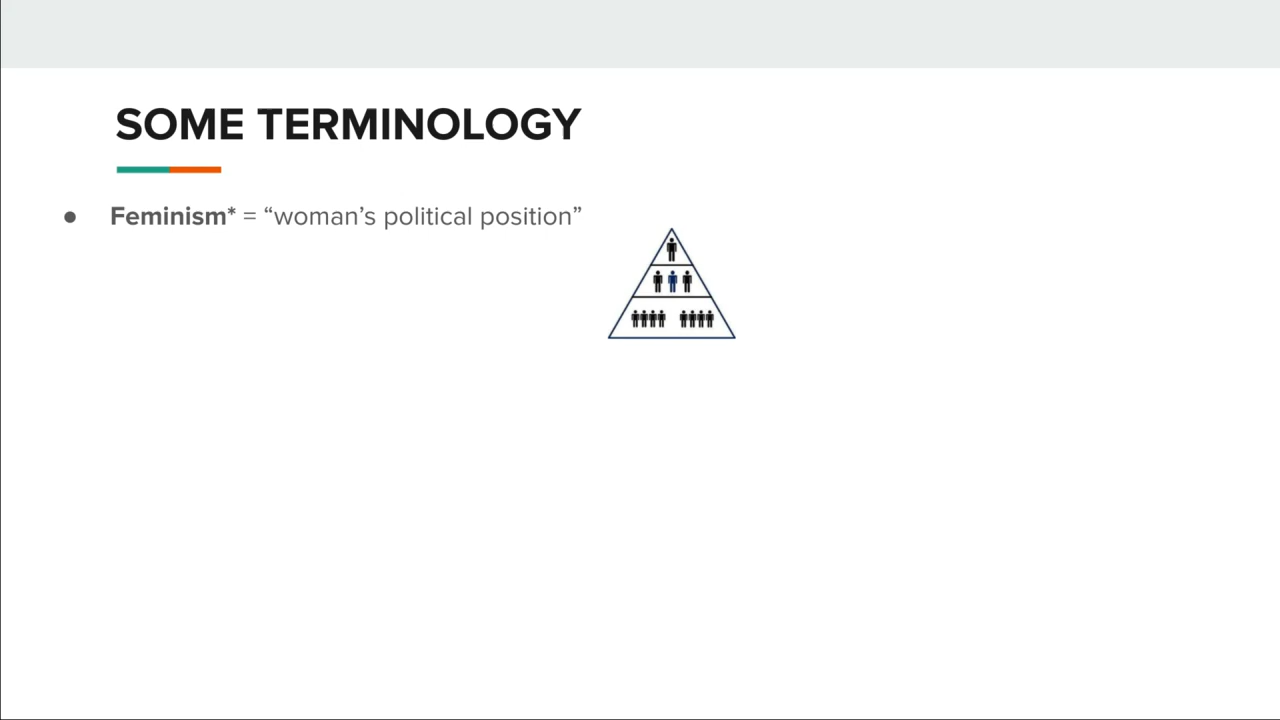 SOME TERMINOLOGY
● Feminism* = “woman’s political position”